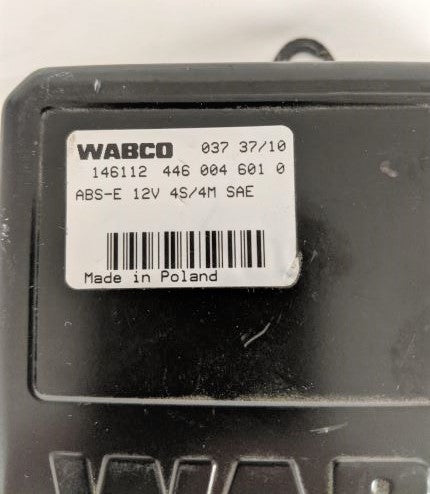 WABCO 037 37/10
146112 446 004 601 0
ABS-E 12V 4S/4M SAE
Made in Poland